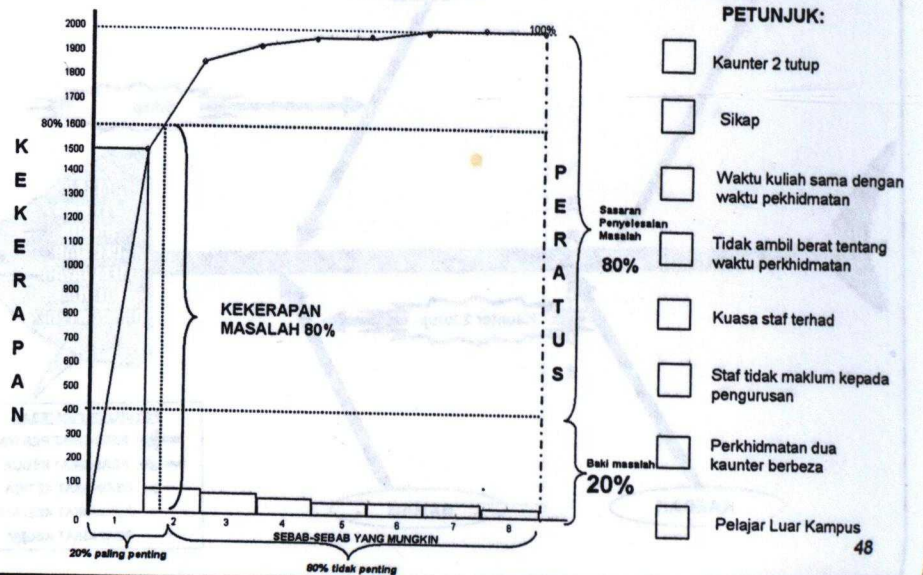 2000
1900
1800
1700
80% 1600
1500
1400
1300
1200
1100
1000
900
800
700
600
500
400
300
200
100
0
K
E
K
E
R
A
P
A
N
100%
KEKERAPAN
MASALAH 80%
P
E
R
A
T
U
S
Sasaran
Penyelesaian
Masalah
80%
Baki masalah
20%
1 2 3 4 5 6 7 8
SEBAB-SEBAB YANG MUNGKIN
20% paling penting
80% tidak penting
PETUNJUK:
Kaunter 2 tutup
Sikap
Waktu kuliah sama dengan
waktu pekhidmatan
Tidak ambil berat tentang
waktu perkhidmatan
Kuasa staf terhad
Staf tidak maklum kepada
pengurusan
Perkhidmatan dua
kaunter berbeza
Pelajar Luar Kampus
48